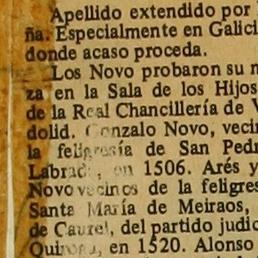 Apellido extendido por
ña. Especialmente en Galici
donde acaso proceda.
Los Novo probaron su n
za en la Sala de los Hijos
de la Real Chancillería de V
dolid. Gonzalo Novo, veci
la feligresía de San Pedr
Labrad en 1506. Arés y
Novo vecinos de la feligres
Santa María de Meiraos,
de Caurel, del partido judic
Quiroga, en 1520. Alonso